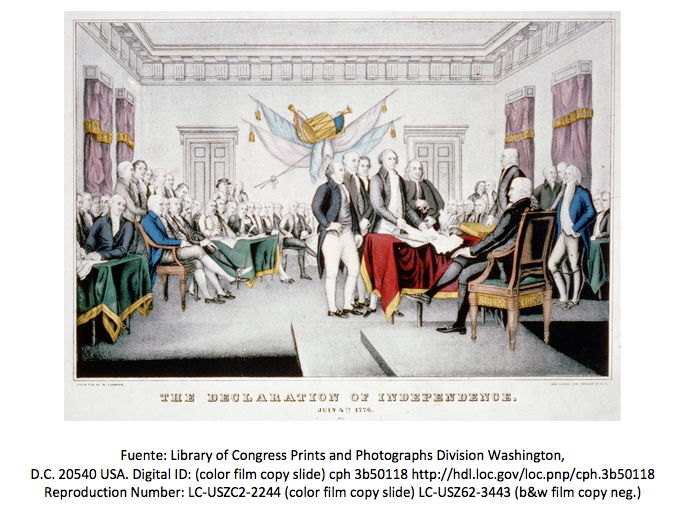 THE DECLARATION OF INDEPENDENCE.
JULY 4TH 1776.
Fuente: Library of Congress Prints and Photographs Division Washington,
D.C. 20540 USA. Digital ID: (color film copy slide) cph 3b50118 http://hdl.loc.gov/loc.pnp/cph.3b50118
Reproduction Number: LC-USZC2-2244 (color film copy slide) LC-USZ62-3443 (b&w film copy neg.)